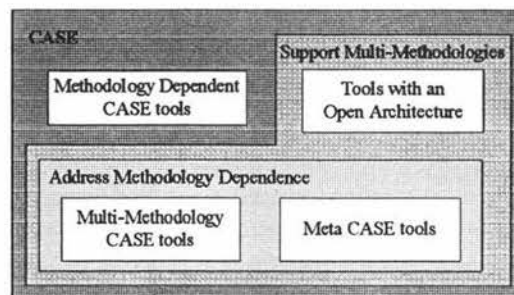 CASE
Support Multi-Methodologies
Methodology Dependent
CASE tools
Tools with an
Open Architecture
Address Methodology Dependence
Multi-Methodology
CASE tools
Meta CASE tools